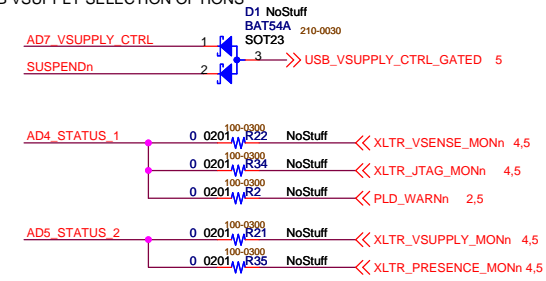 VSUPPLY SELECTION OPTIONS
D1 NoStuff
BAT54A 210-0030
AD7_VSUPPLY_CTRL 1 SOT23
3 USB_VSUPPLY_CTRL_GATED 5
SUSPENDn 2
100-0300
AD4_STATUS_1 0 0201 R22 NoStuff XLTR_VSENSE_MONn 4,5
100-0300
0 0201 R34 NoStuff XLTR_JTAG_MONn 4,5
100-0300
0 0201 R2 NoStuff PLD_WARNn 2,5
100-0300
AD5_STATUS_2 0 0201 R21 NoStuff XLTR_VSUPPLY_MONn 4,5
100-0300
0 0201 R35 NoStuff XLTR_PRESENCE_MONn 4,5